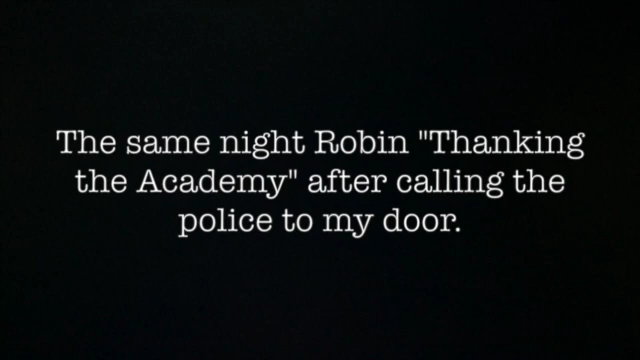 The same night Robin "Thanking
the Academy" after calling the
police to my door.